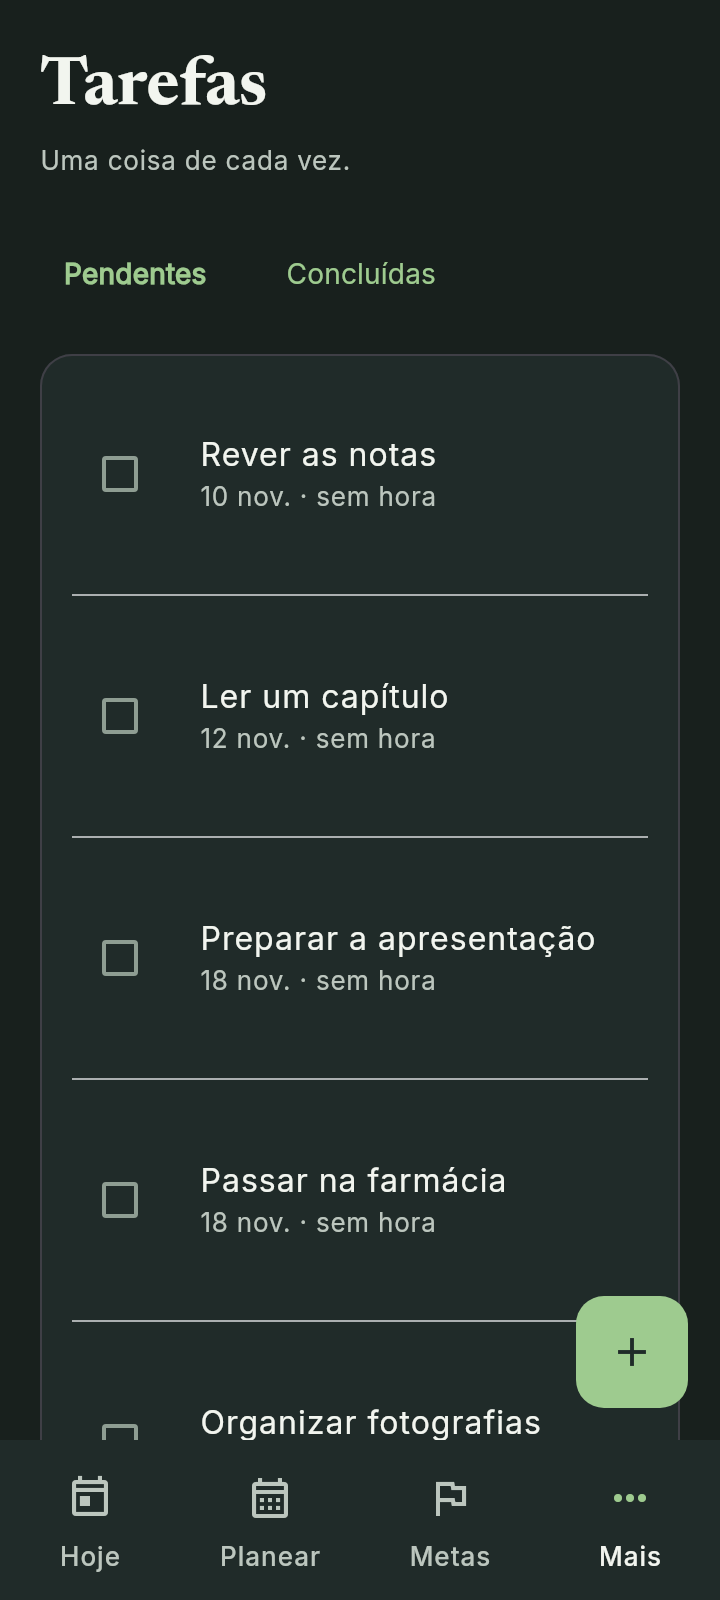 Tarefas
Uma coisa de cada vez.
Pendentes
Concluídas
Rever as notas
10 nov. · sem hora
Ler um capítulo
12 nov. · sem hora
Preparar a apresentação
18 nov. · sem hora
Passar na farmácia
18 nov. · sem hora
Organizar fotografias
Hoje
Planear
Metas
Mais